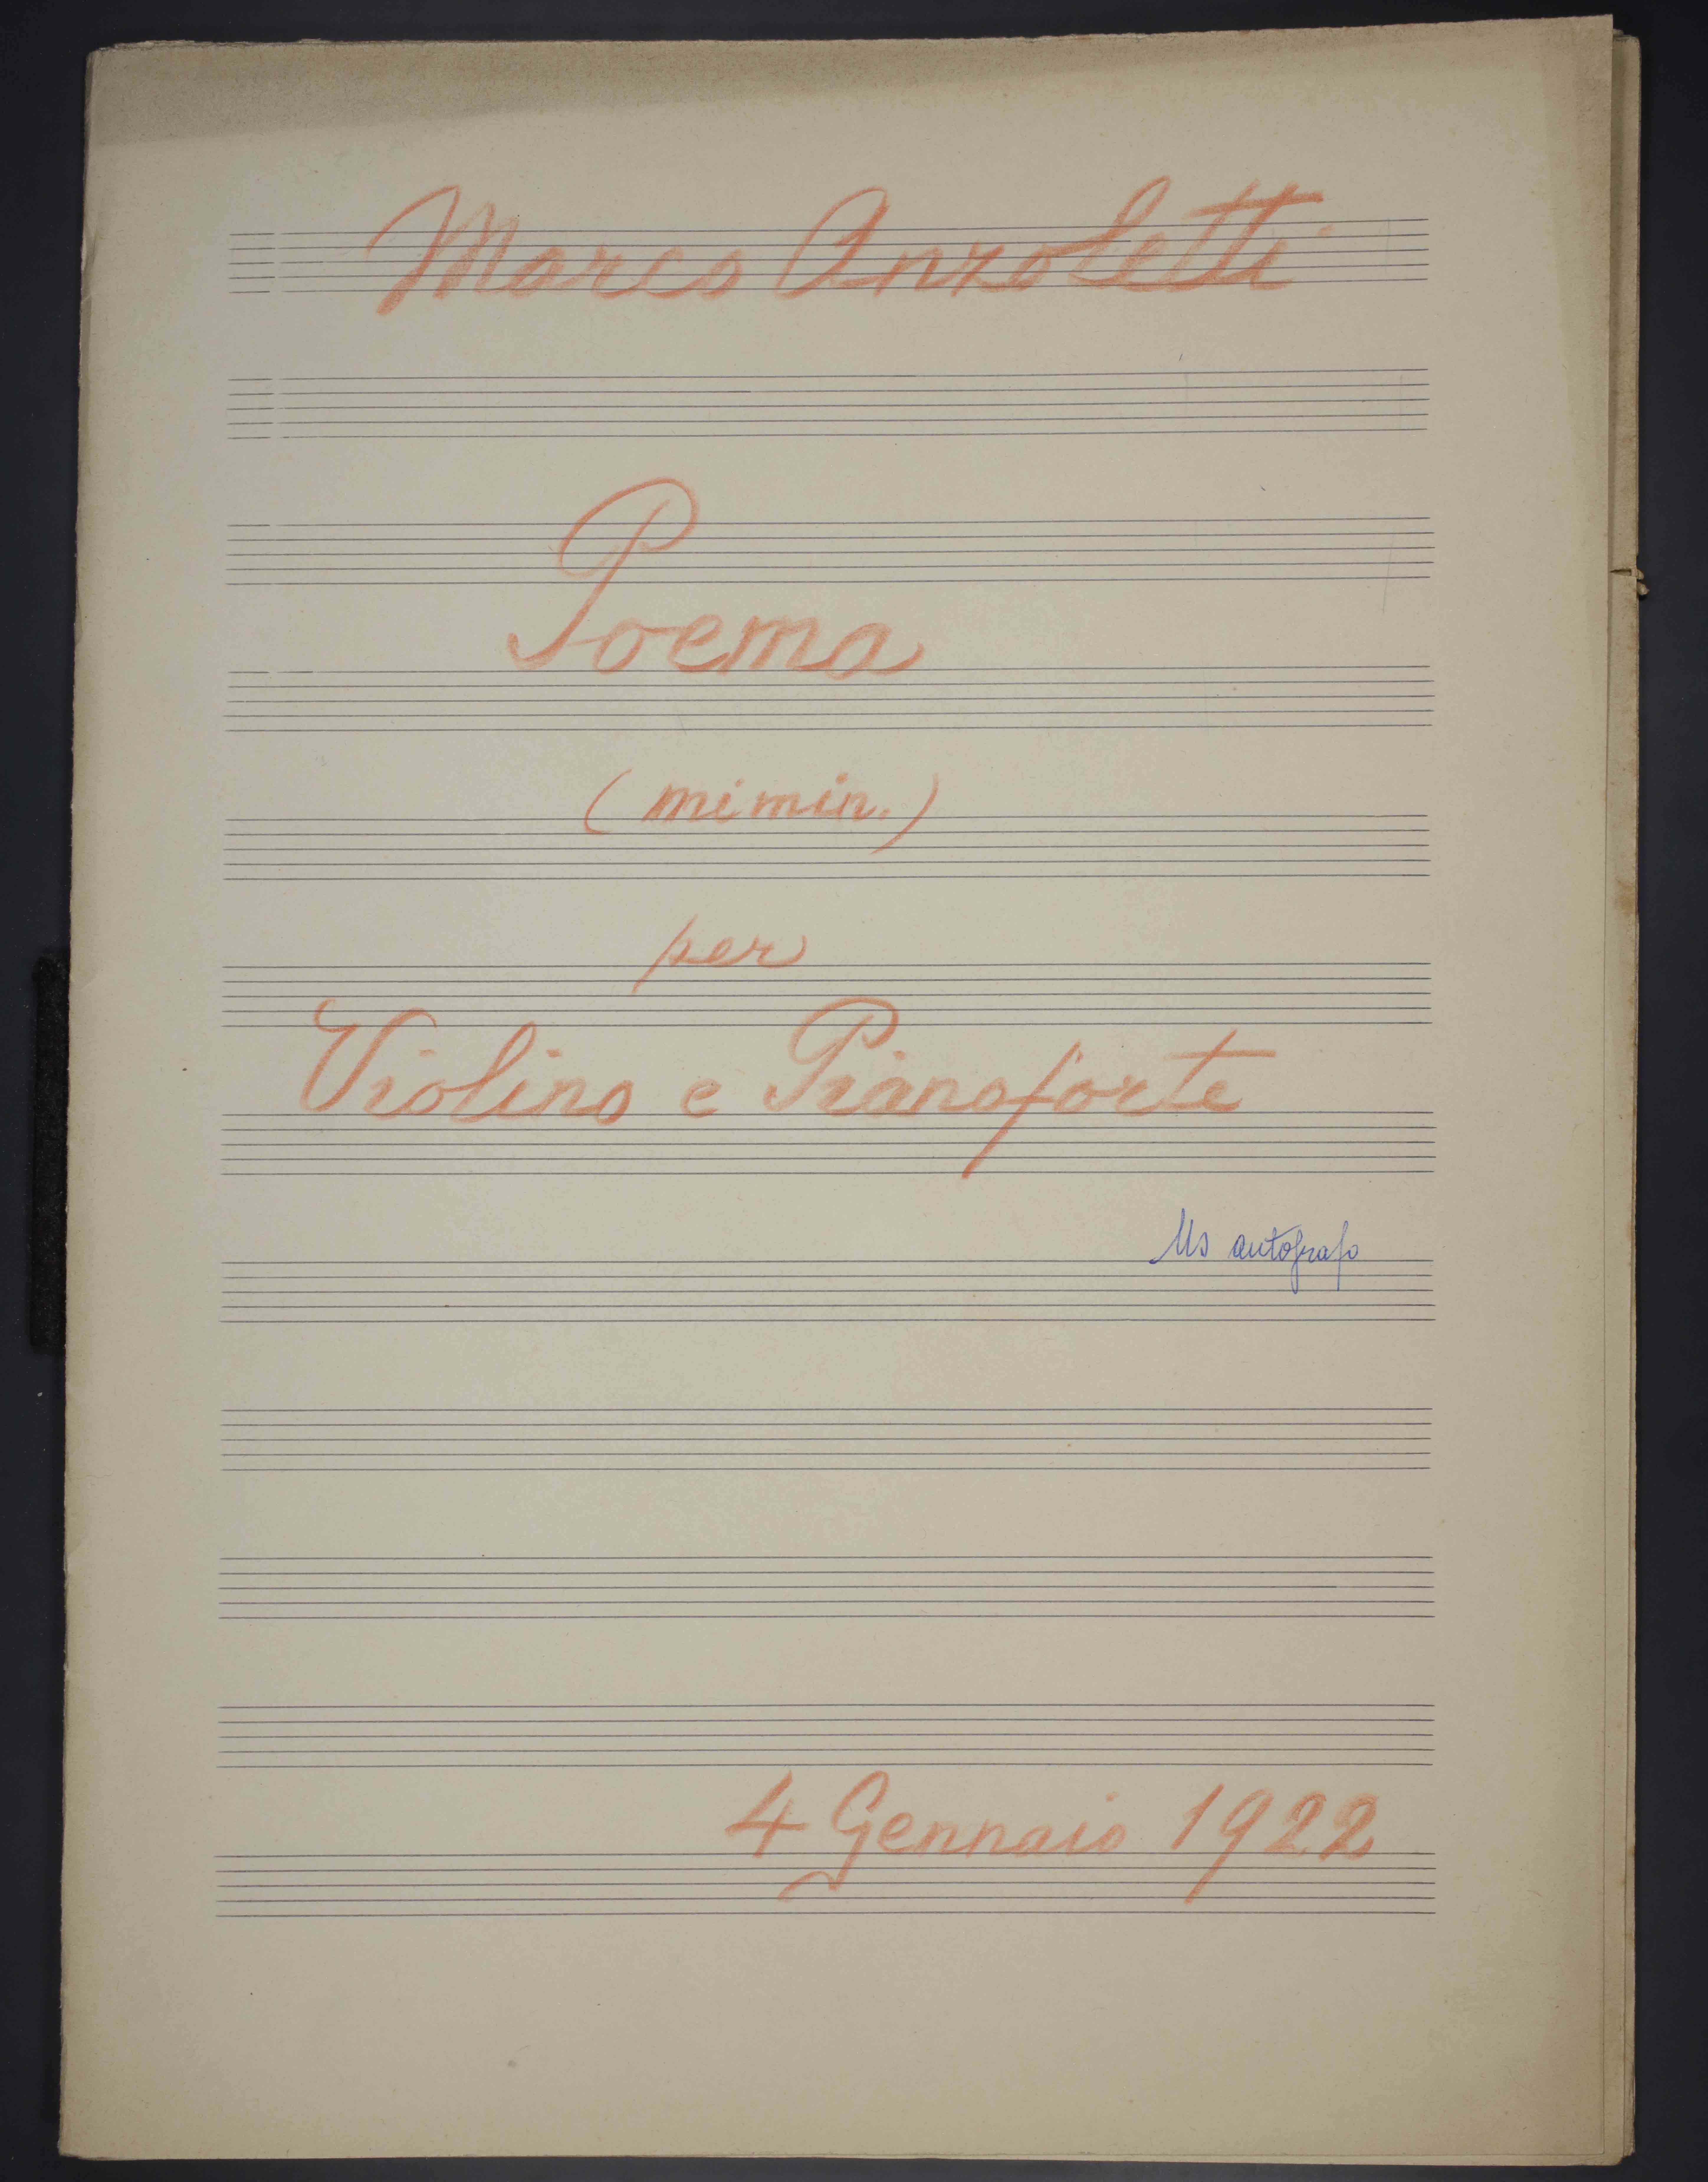 Marco Anzoletti
Poema
(mi min.)
per
Violino e Pianoforte
Ms autografo
4 Gennaio 1922